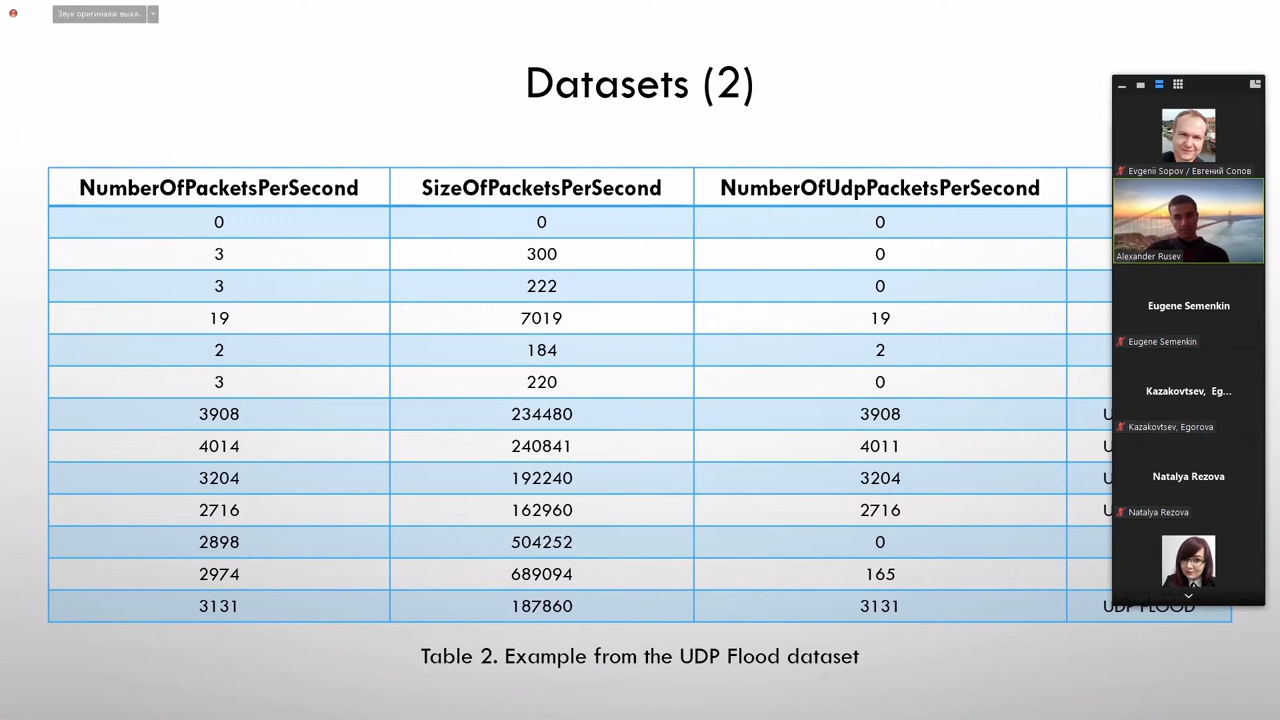 Звук оригинала: выкл.
Datasets (2)
NumberOfPacketsPerSecond SizeOfPacketsPerSecond NumberOfUdpPacketsPerSecond
0 0 0
3 300 0
3 222 0
19 7019 19
2 184 2
3 220 0
3908 234480 3908 U
4014 240841 4011 U
3204 192240 3204 U
2716 162960 2716 U
2898 504252 0
2974 689094 165
3131 187860 3131 UDP FLOOD
Table 2. Example from the UDP Flood dataset
Evgenii Sopov / Евгений Сопов
Alexander Rusev
Eugene Semenkin
Eugene Semenkin
Kazakovtsev, Eg...
Kazakovtsev, Egorova
Natalya Rezova
Natalya Rezova